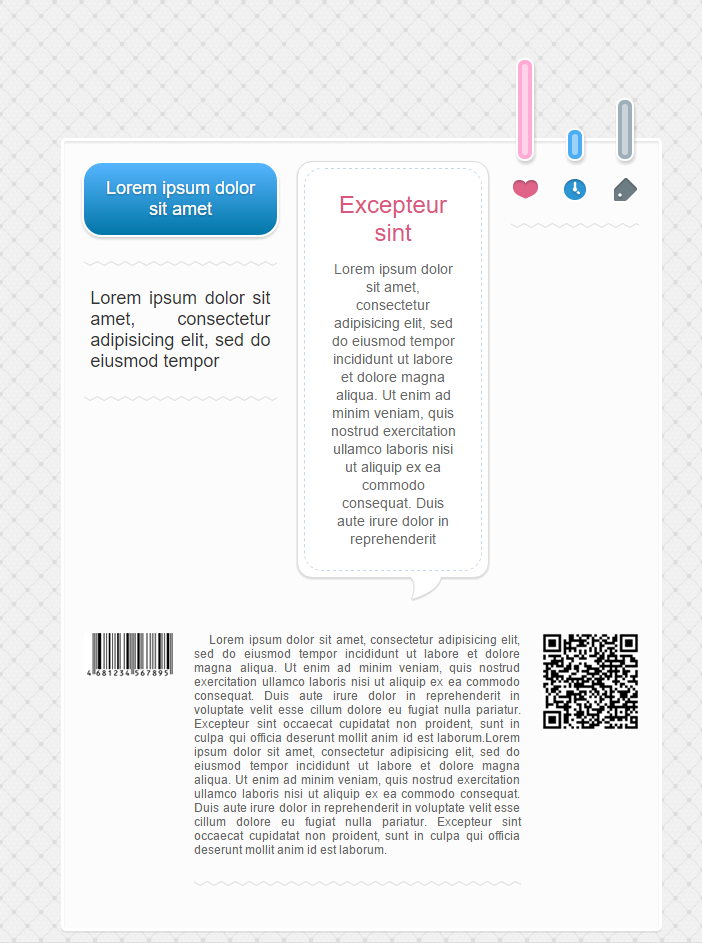 Lorem ipsum dolor
sit amet
Lorem ipsum dolor sit
amet, consectetur
adipisicing elit, sed do
eiusmod tempor
Excepteur
sint
Lorem ipsum dolor
sit amet,
consectetur
adipisicing elit, sed
do eiusmod tempor
incididunt ut labore
et dolore magna
aliqua. Ut enim ad
minim veniam, quis
nostrud exercitation
ullamco laboris nisi
ut aliquip ex ea
commodo
consequat. Duis
aute irure dolor in
reprehenderit
4681234567895
Lorem ipsum dolor sit amet, consectetur adipisicing elit,
sed do eiusmod tempor incididunt ut labore et dolore
magna aliqua. Ut enim ad minim veniam, quis nostrud
exercitation ullamco laboris nisi ut aliquip ex ea commodo
consequat. Duis aute irure dolor in reprehenderit in
voluptate velit esse cillum dolore eu fugiat nulla pariatur.
Excepteur sint occaecat cupidatat non proident, sunt in
culpa qui officia deserunt mollit anim id est laborum.Lorem
ipsum dolor sit amet, consectetur adipisicing elit, sed do
eiusmod tempor incididunt ut labore et dolore magna
aliqua. Ut enim ad minim veniam, quis nostrud exercitation
ullamco laboris nisi ut aliquip ex ea commodo consequat.
Duis aute irure dolor in reprehenderit in voluptate velit esse
cillum dolore eu fugiat nulla pariatur. Excepteur sint
occaecat cupidatat non proident, sunt in culpa qui officia
deserunt mollit anim id est laborum.